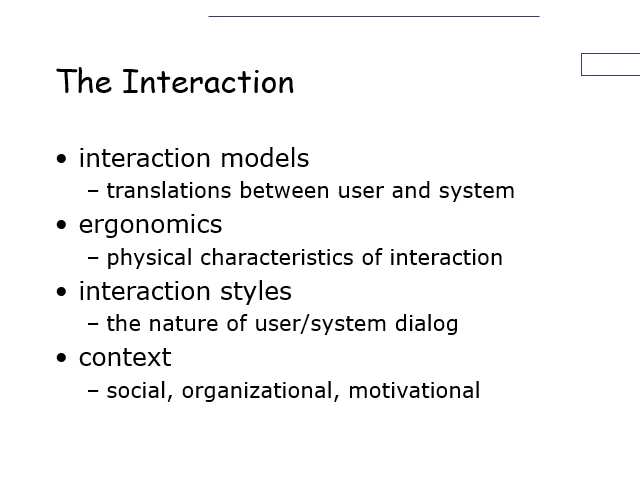 The Interaction
• interaction models
– translations between user and system
• ergonomics
– physical characteristics of interaction
• interaction styles
– the nature of user/system dialog
• context
– social, organizational, motivational